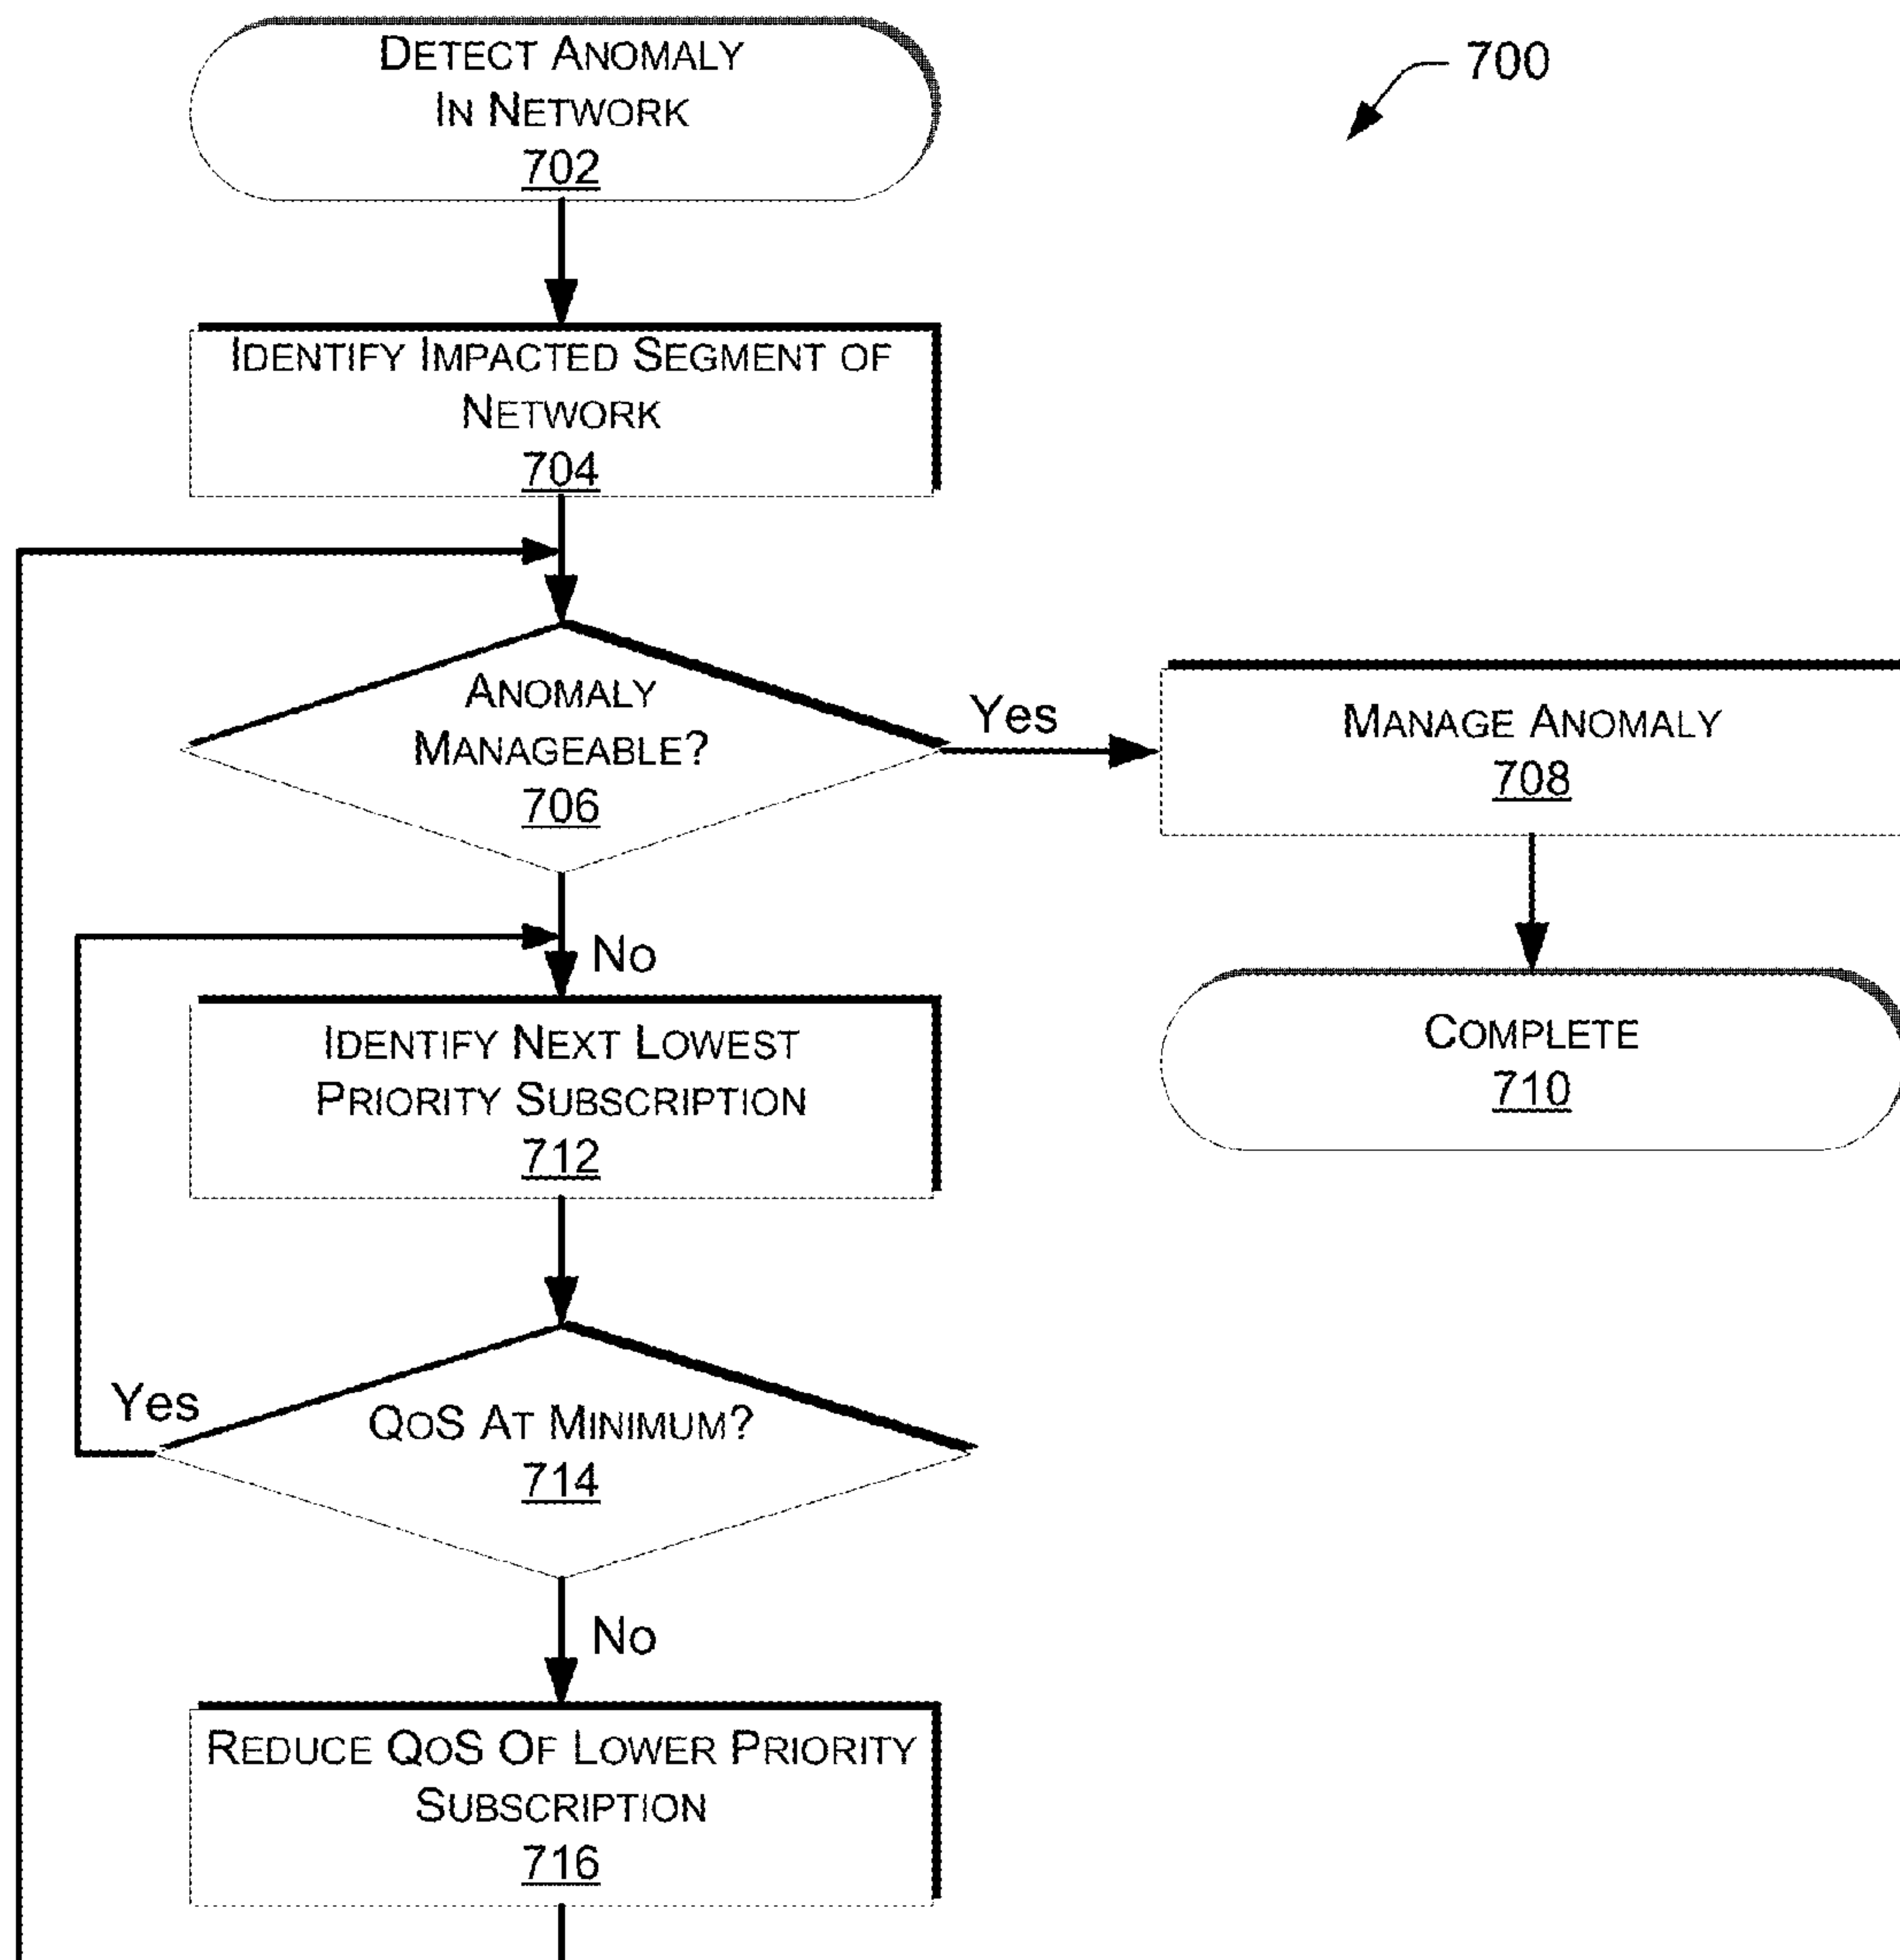 DETECT ANOMALY
IN NETWORK
702
700
IDENTIFY IMPACTED SEGMENT OF
NETWORK
704
ANOMALY
MANAGEABLE?
706
Yes
MANAGE ANOMALY
708
No
COMPLETE
710
IDENTIFY NEXT LOWEST
PRIORITY SUBSCRIPTION
712
Yes
QOS AT MINIMUM?
714
No
REDUCE QOS OF LOWER PRIORITY
SUBSCRIPTION
716